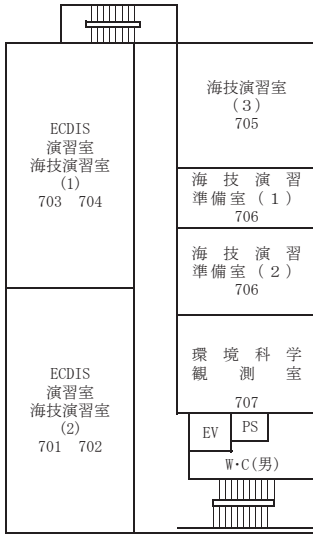 ECDIS
演習室
海技演習室
(1)
703 704
ECDIS
演習室
海技演習室
(2)
701 702
海技演習室
(３)
705
海技演習
準備室(１)
706
海技演習
準備室(２)
706
環境科学
観測室
707
EV
PS
W･C(男)